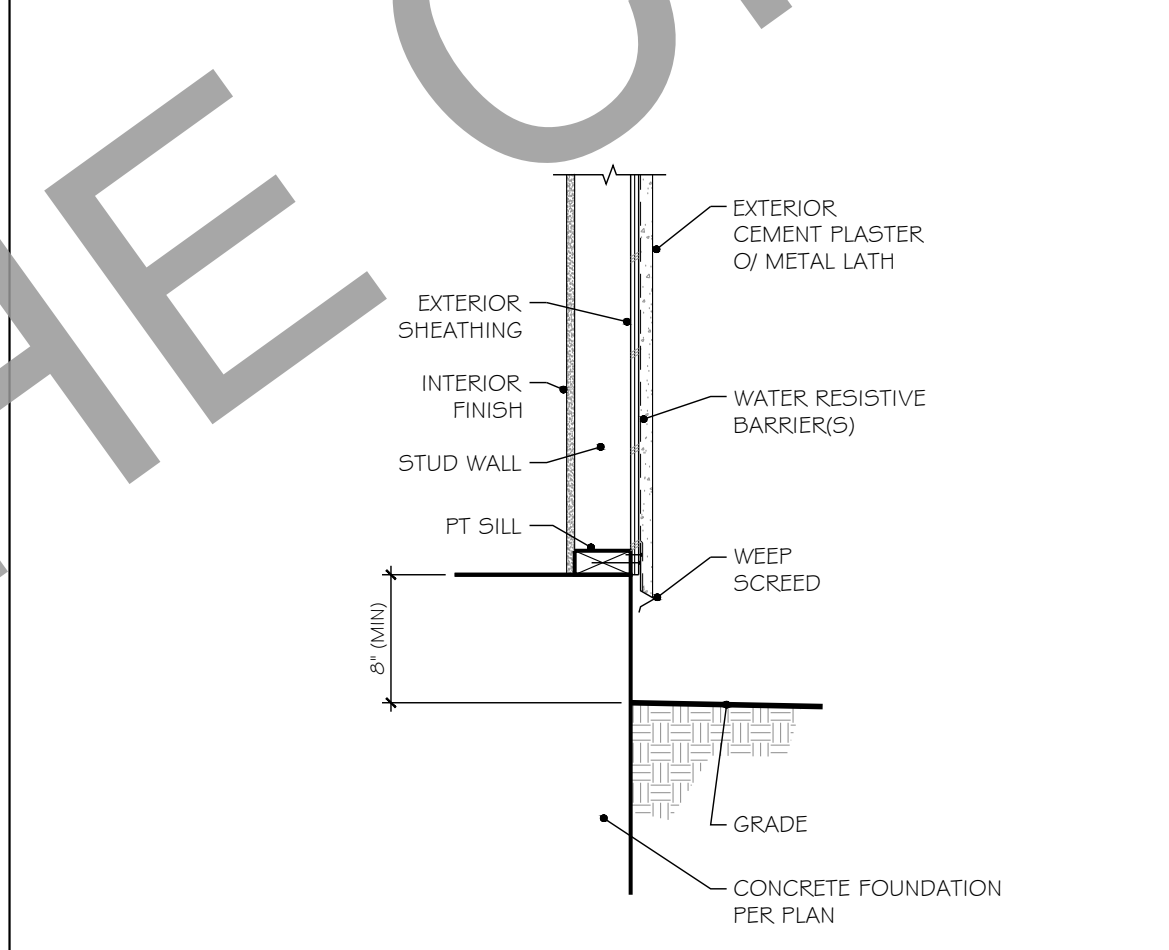 HE O
EXTERIOR
CEMENT PLASTER
O/ METAL LATH
EXTERIOR
SHEATHING
INTERIOR
FINISH
WATER RESISTIVE
BARRIER(S)
STUD WALL
PT SILL
WEEP
SCREED
8" (MIN)
GRADE
CONCRETE FOUNDATION
PER PLAN